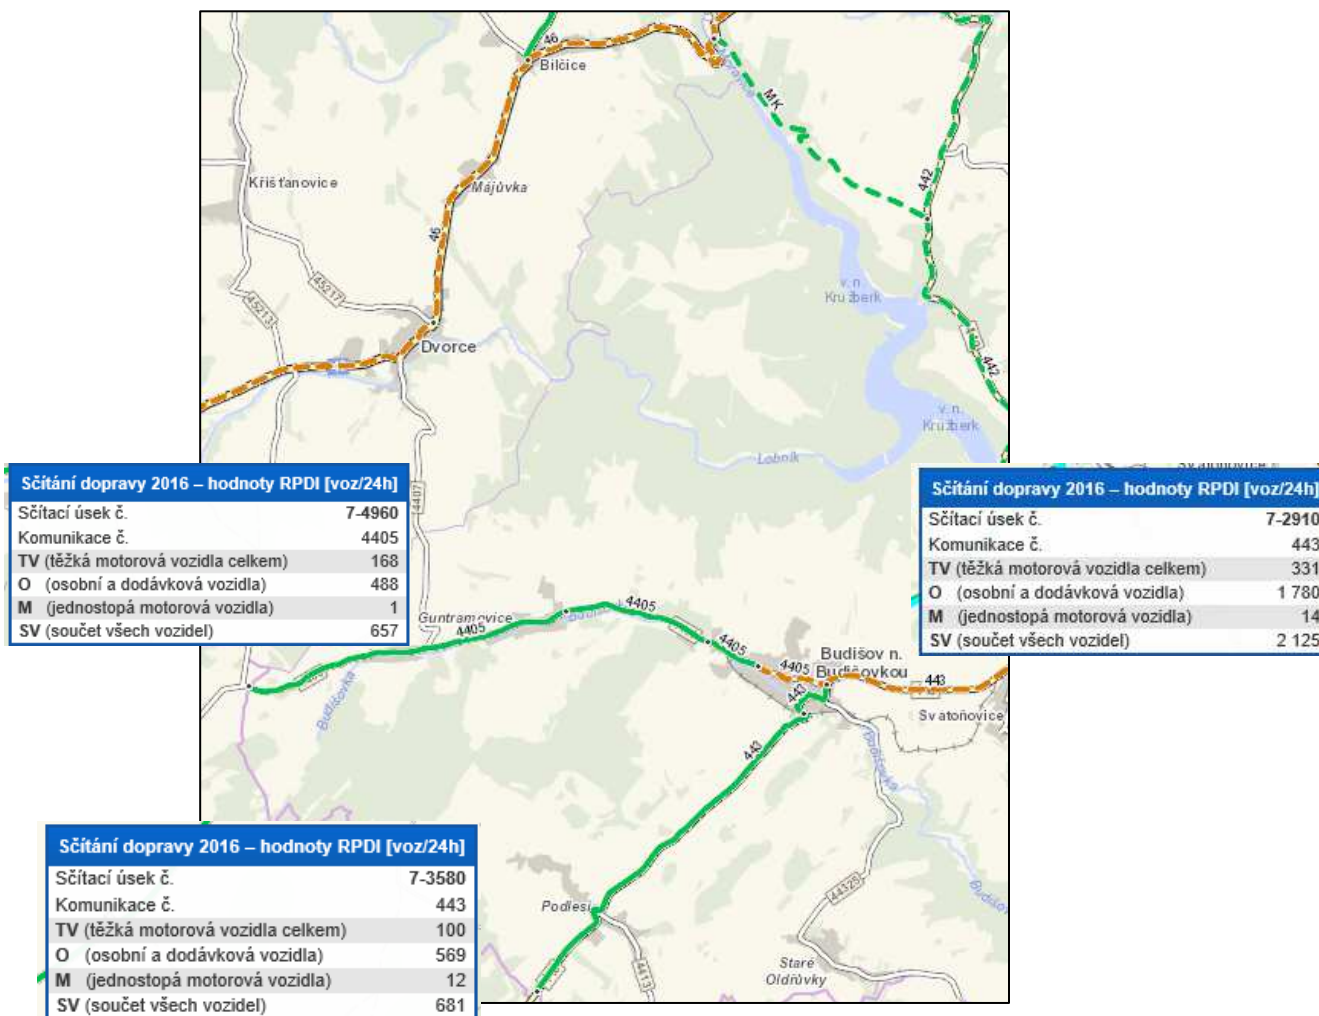 46
Bílčice
MK
Křišťanovice
Májůvka
442
46
45217
45213
v. n.
Kružberk
Dvorce
442
v. n.
Kružberk
Lobník
Svatoňovice
4407
Sčítání dopravy 2016 – hodnoty RPDI [voz/24h]
Sčítací úsek č. 7-4960
Komunikace č. 4405
TV (těžká motorová vozidla celkem) 168
O (osobní a dodávková vozidla) 488
M (jednostopá motorová vozidla) 1
SV (součet všech vozidel) 657
Sčítání dopravy 2016 – hodnoty RPDI [voz/24h]
Sčítací úsek č. 7-2910
Komunikace č. 443
TV (těžká motorová vozidla celkem) 331
O (osobní a dodávková vozidla) 1 780
M (jednostopá motorová vozidla) 14
SV (součet všech vozidel) 2 125
4405
Guntramovice
4405
4405
4405
Budišov n.
Budišovkou
443
443
Svatoňovice
Budišovka
Budišovka
443
Sčítání dopravy 2016 – hodnoty RPDI [voz/24h]
Sčítací úsek č. 7-3580
Komunikace č. 443
TV (těžká motorová vozidla celkem) 100
O (osobní a dodávková vozidla) 569
M (jednostopá motorová vozidla) 12
SV (součet všech vozidel) 681
Podlesí
44325
4413
Staré
Oldřůvky